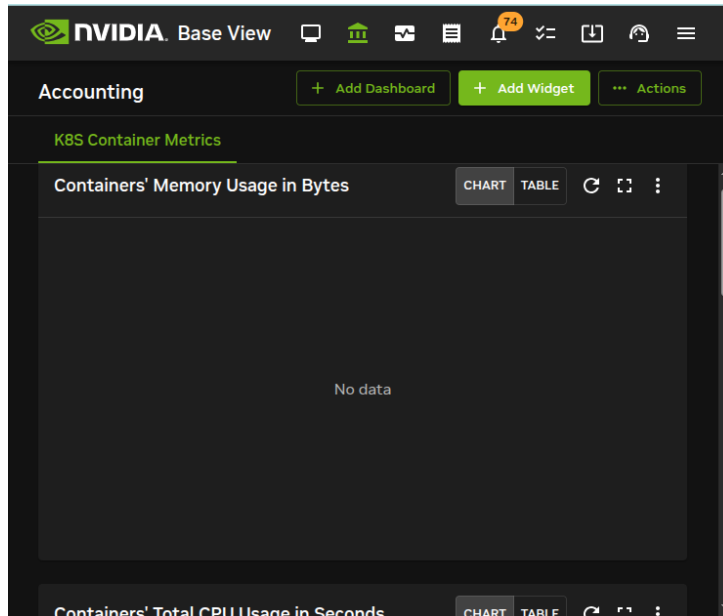 NVIDIA. Base View
74
Accounting
+ Add Dashboard
+ Add Widget
... Actions
K8S Container Metrics
Containers' Memory Usage in Bytes
CHART TABLE
No data
Containers' Total CPU Usage in Seconds
CHART TABLE